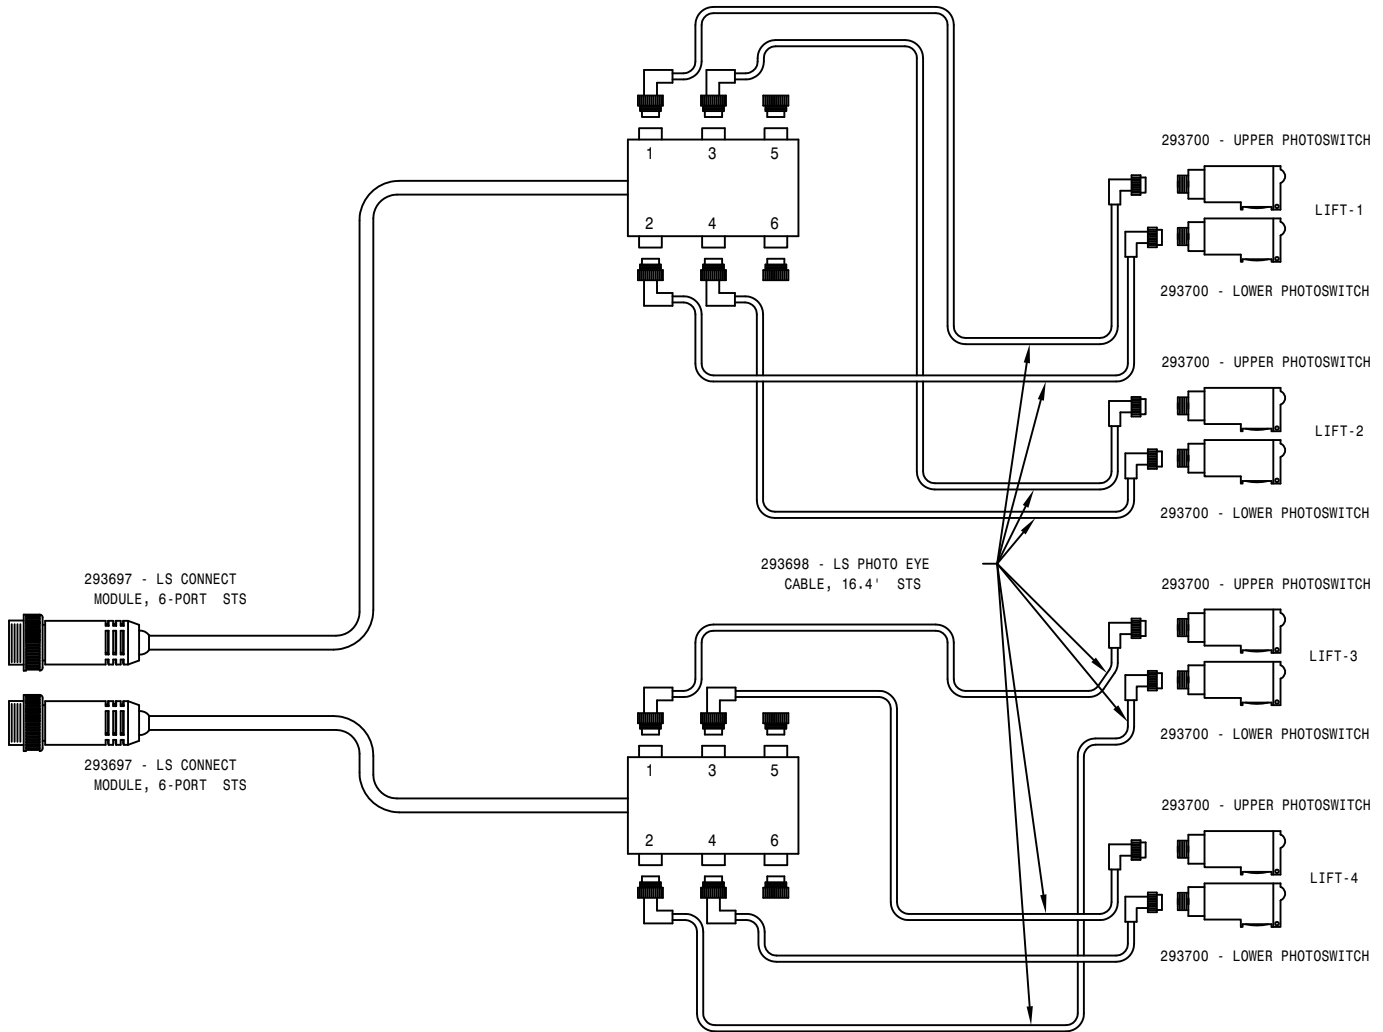 1 3 5
2 4 6
293700 - UPPER PHOTOSWITCH
LIFT-1
293700 - LOWER PHOTOSWITCH
293700 - UPPER PHOTOSWITCH
LIFT-2
293700 - LOWER PHOTOSWITCH
293698 - LS PHOTO EYE
CABLE, 16.4' STS
293697 - LS CONNECT
MODULE, 6-PORT STS
293697 - LS CONNECT
MODULE, 6-PORT STS
1 3 5
2 4 6
293700 - UPPER PHOTOSWITCH
LIFT-3
293700 - LOWER PHOTOSWITCH
293700 - UPPER PHOTOSWITCH
LIFT-4
293700 - LOWER PHOTOSWITCH